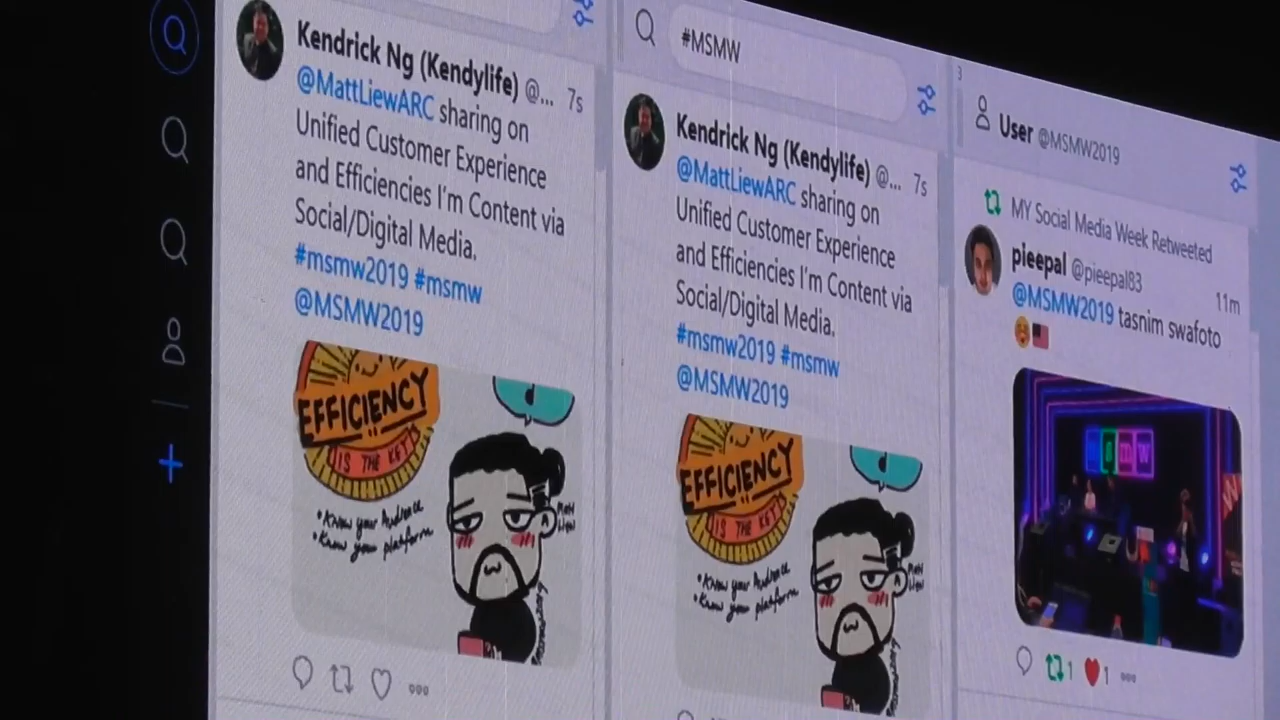 Kendrick Ng (Kendylife) @... 7s
@MattLiewARC sharing on
Unified Customer Experience
and Efficiencies I'm Content via
Social/Digital Media.
#msmw2019 #msmw
@MSMW2019
EFFICIENCY
IS THE KEY
• Know your Audience
• Know your platform
#MSMW
Kendrick Ng (Kendylife) @... 7s
@MattLiewARC sharing on
Unified Customer Experience
and Efficiencies I'm Content via
Social/Digital Media.
#msmw2019 #msmw
@MSMW2019
EFFICIENCY
IS THE KEY
• Know your Audience
• Know your platform
3
User @MSMW2019
MY Social Media Week Retweeted
pieepal @pieepal83 11m
@MSMW2019 tasnim swafoto
msmw
1 1